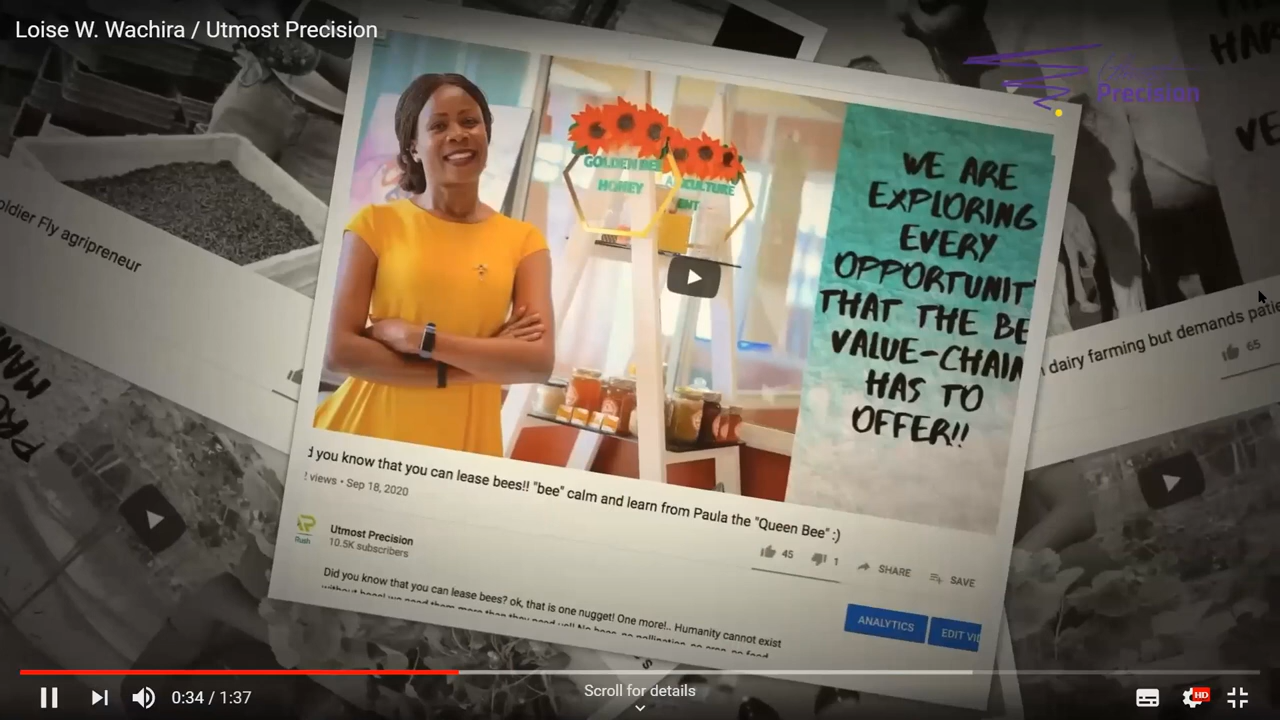 Loise W. Wachira / Utmost Precision
Precision
GOLDEN BEE
HONEY
WE ARE
EXPLORING
EVERY
OPPORTUNIT
THAT THE BE
VALUE-CHAIN
HAS TO
OFFER!!
oldier Fly agripreneur
dairy farming but demands patie
65
d you know that you can lease bees!! "bee" calm and learn from Paula the "Queen Bee" :)
views • Sep 18, 2020
45
1
SHARE
SAVE
Rush
Utmost Precision
10.5K subscribers
Did you know that you can lease bees? ok, that is one nugget! One more!.. Humanity cannot exist
ANALYTICS
EDIT VI
Scroll for details
0:34 / 1:37
HD